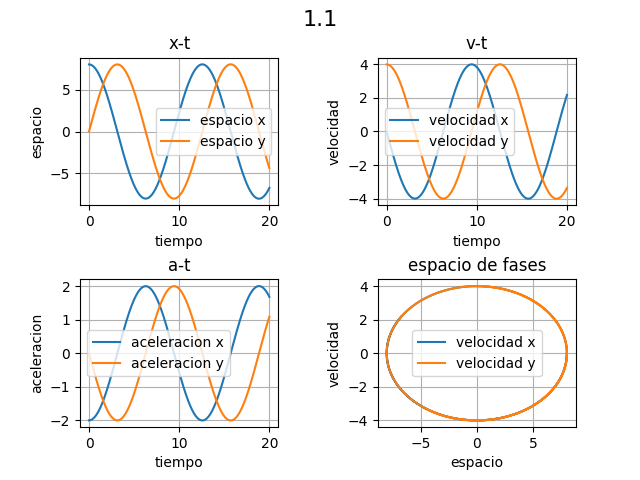 1.1
x-t
espacio
5
0
−5
espacio x
espacio y
0
10
20
tiempo
v-t
velocidad
4
2
0
−2
−4
velocidad x
velocidad y
0
10
20
tiempo
a-t
aceleracion
2
1
0
−1
−2
aceleracion x
aceleracion y
0
10
20
tiempo
espacio de fases
velocidad
4
2
0
−2
−4
velocidad x
velocidad y
−5
0
5
espacio